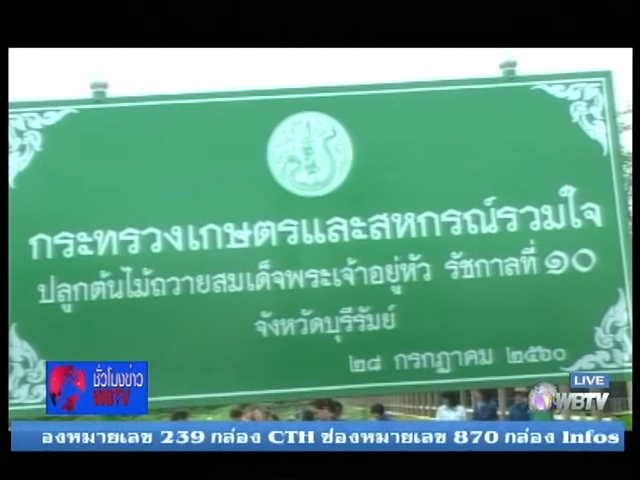 กระทรวงเกษตรและสหกรณ์รวมใจ
ปลูกต้นไม้ถวายสมเด็จพระเจ้าอยู่หัว รัชกาลที่ ๑๐
จังหวัดบุรีรัมย์
๒๘ กรกฎาคม ๒๕๖๐
ชั่วโมงข่าว
WBTV
LIVE
WBTV
องหมายเลข 239 กล่อง CTH ช่องหมายเลข 870 กล่อง Infos